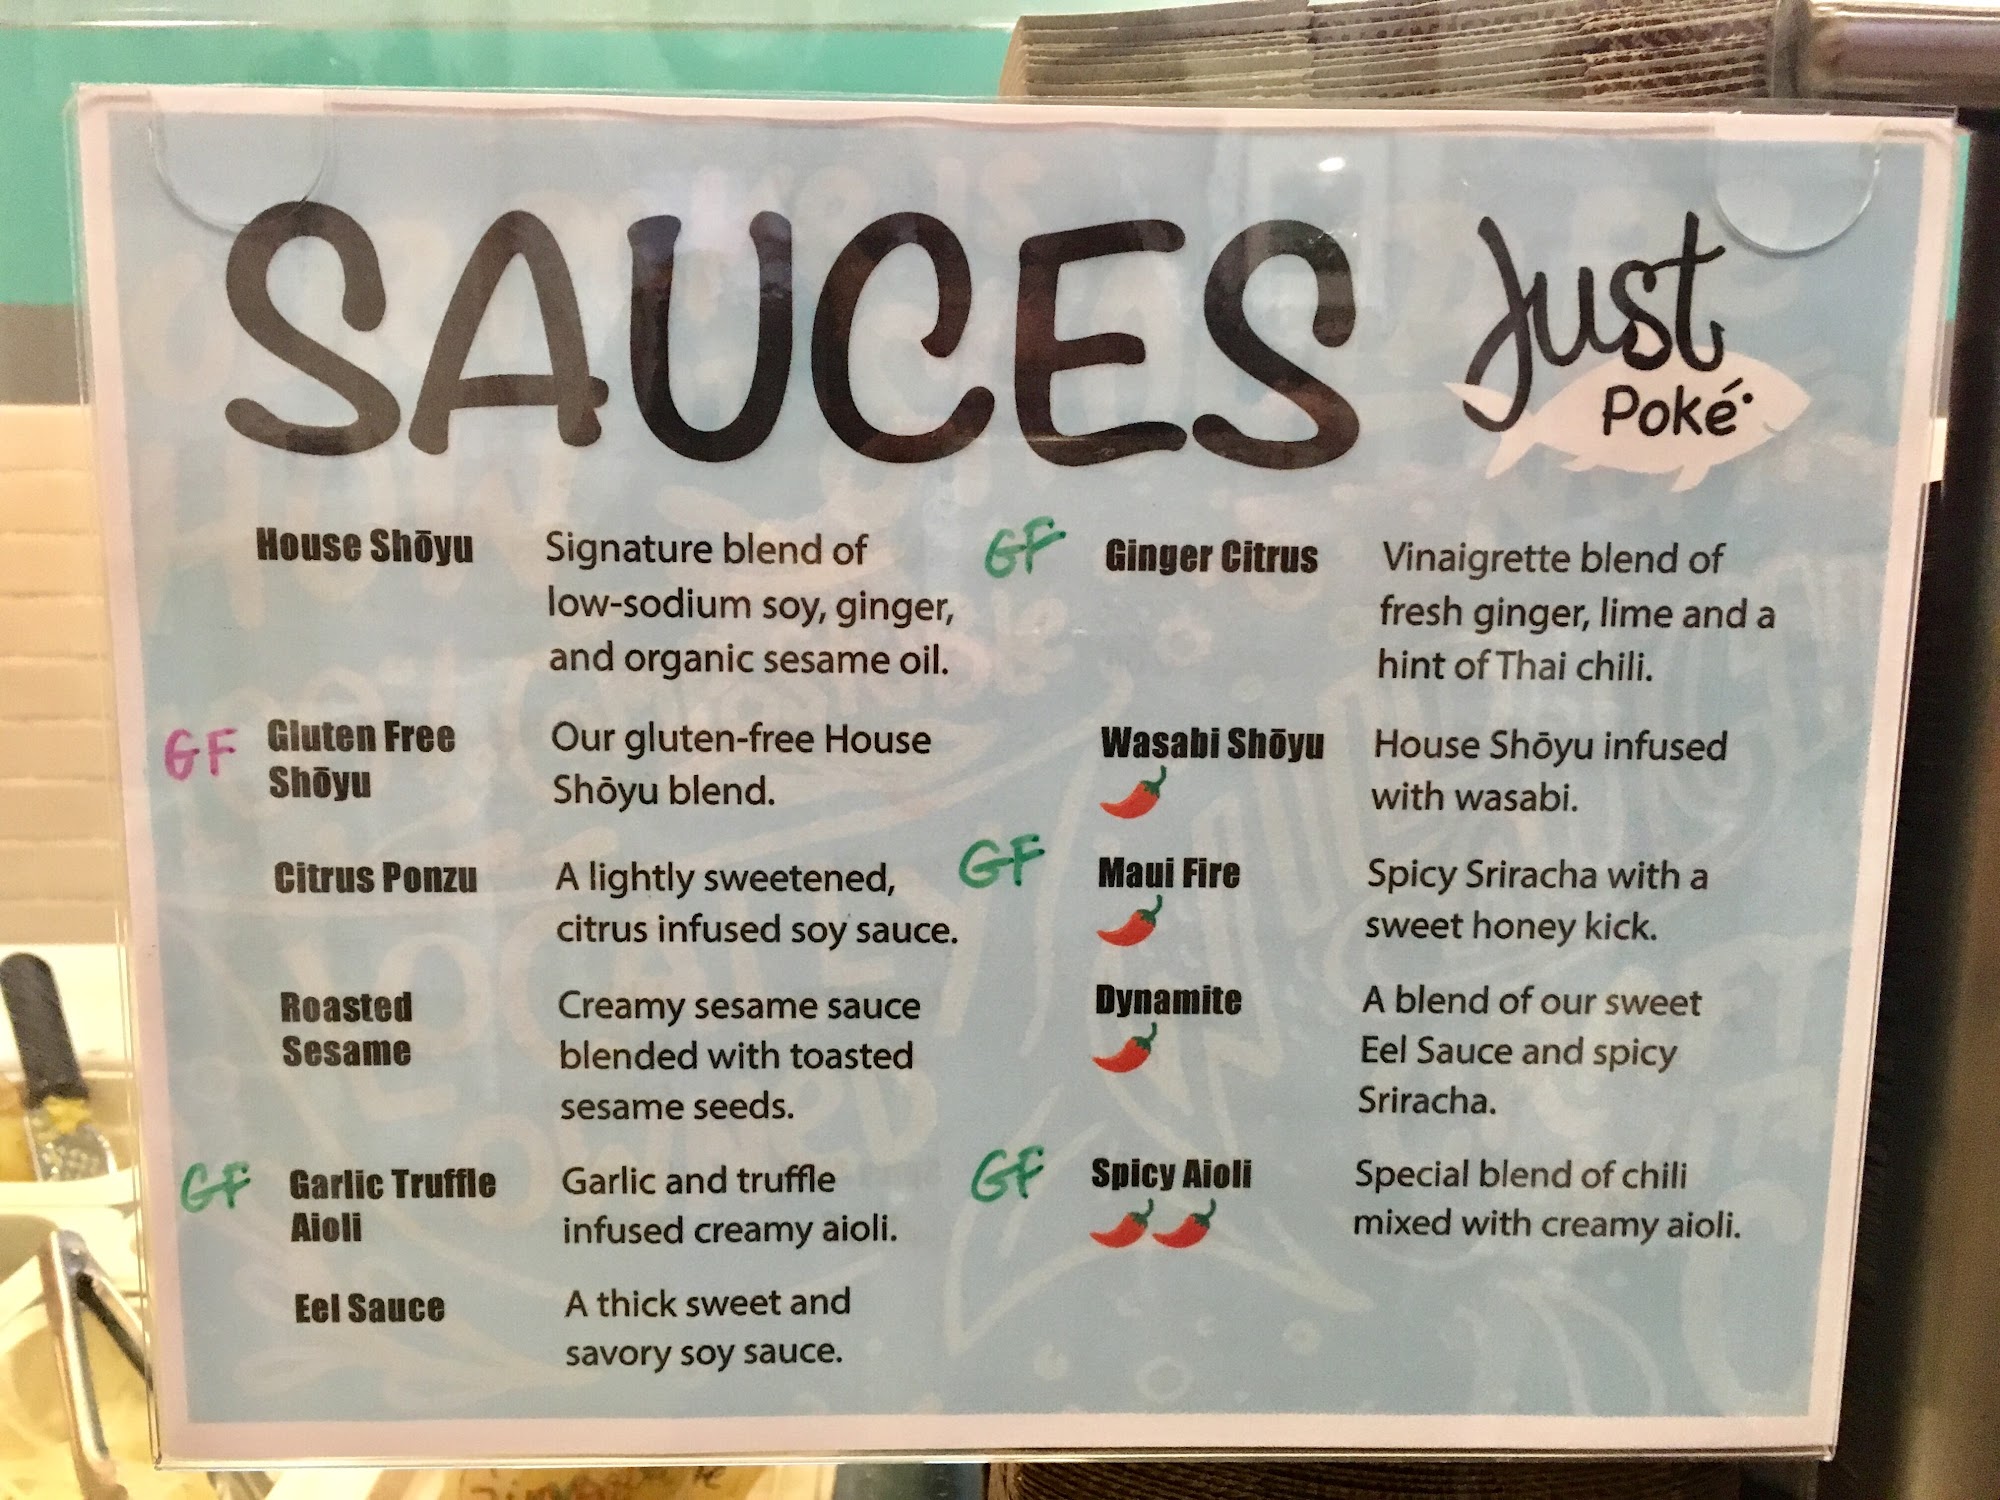 SAUCES
Just
Poké
House Shōyu
Signature blend of
low-sodium soy, ginger,
and organic sesame oil.
GF
Gluten Free
Shōyu
Our gluten-free House
Shōyu blend.
Citrus Ponzu
A lightly sweetened,
citrus infused soy sauce.
Roasted
Sesame
Creamy sesame sauce
blended with toasted
sesame seeds.
GF
Garlic Truffle
Aioli
Garlic and truffle
infused creamy aioli.
Eel Sauce
A thick sweet and
savory soy sauce.
GF
Ginger Citrus
Vinaigrette blend of
fresh ginger, lime and a
hint of Thai chili.
Wasabi Shōyu
House Shōyu infused
with wasabi.
GF
Maui Fire
Spicy Sriracha with a
sweet honey kick.
Dynamite
A blend of our sweet
Eel Sauce and spicy
Sriracha.
GF
Spicy Aioli
Special blend of chili
mixed with creamy aioli.